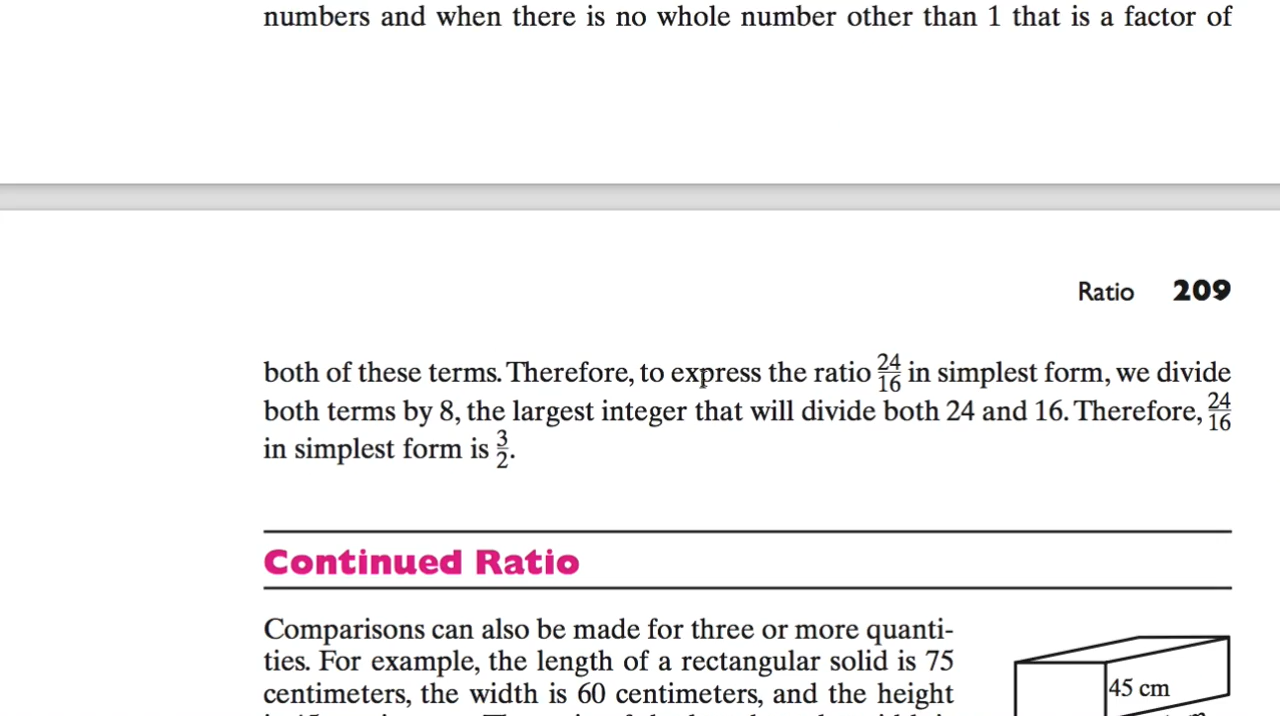 numbers and when there is no whole number other than 1 that is a factor of
Ratio 209
both of these terms. Therefore, to express the ratio 24/16 in simplest form, we divide
both terms by 8, the largest integer that will divide both 24 and 16. Therefore, 24/16
in simplest form is 3/2.
Continued Ratio
Comparisons can also be made for three or more quanti-
ties. For example, the length of a rectangular solid is 75
centimeters, the width is 60 centimeters, and the height
45 cm